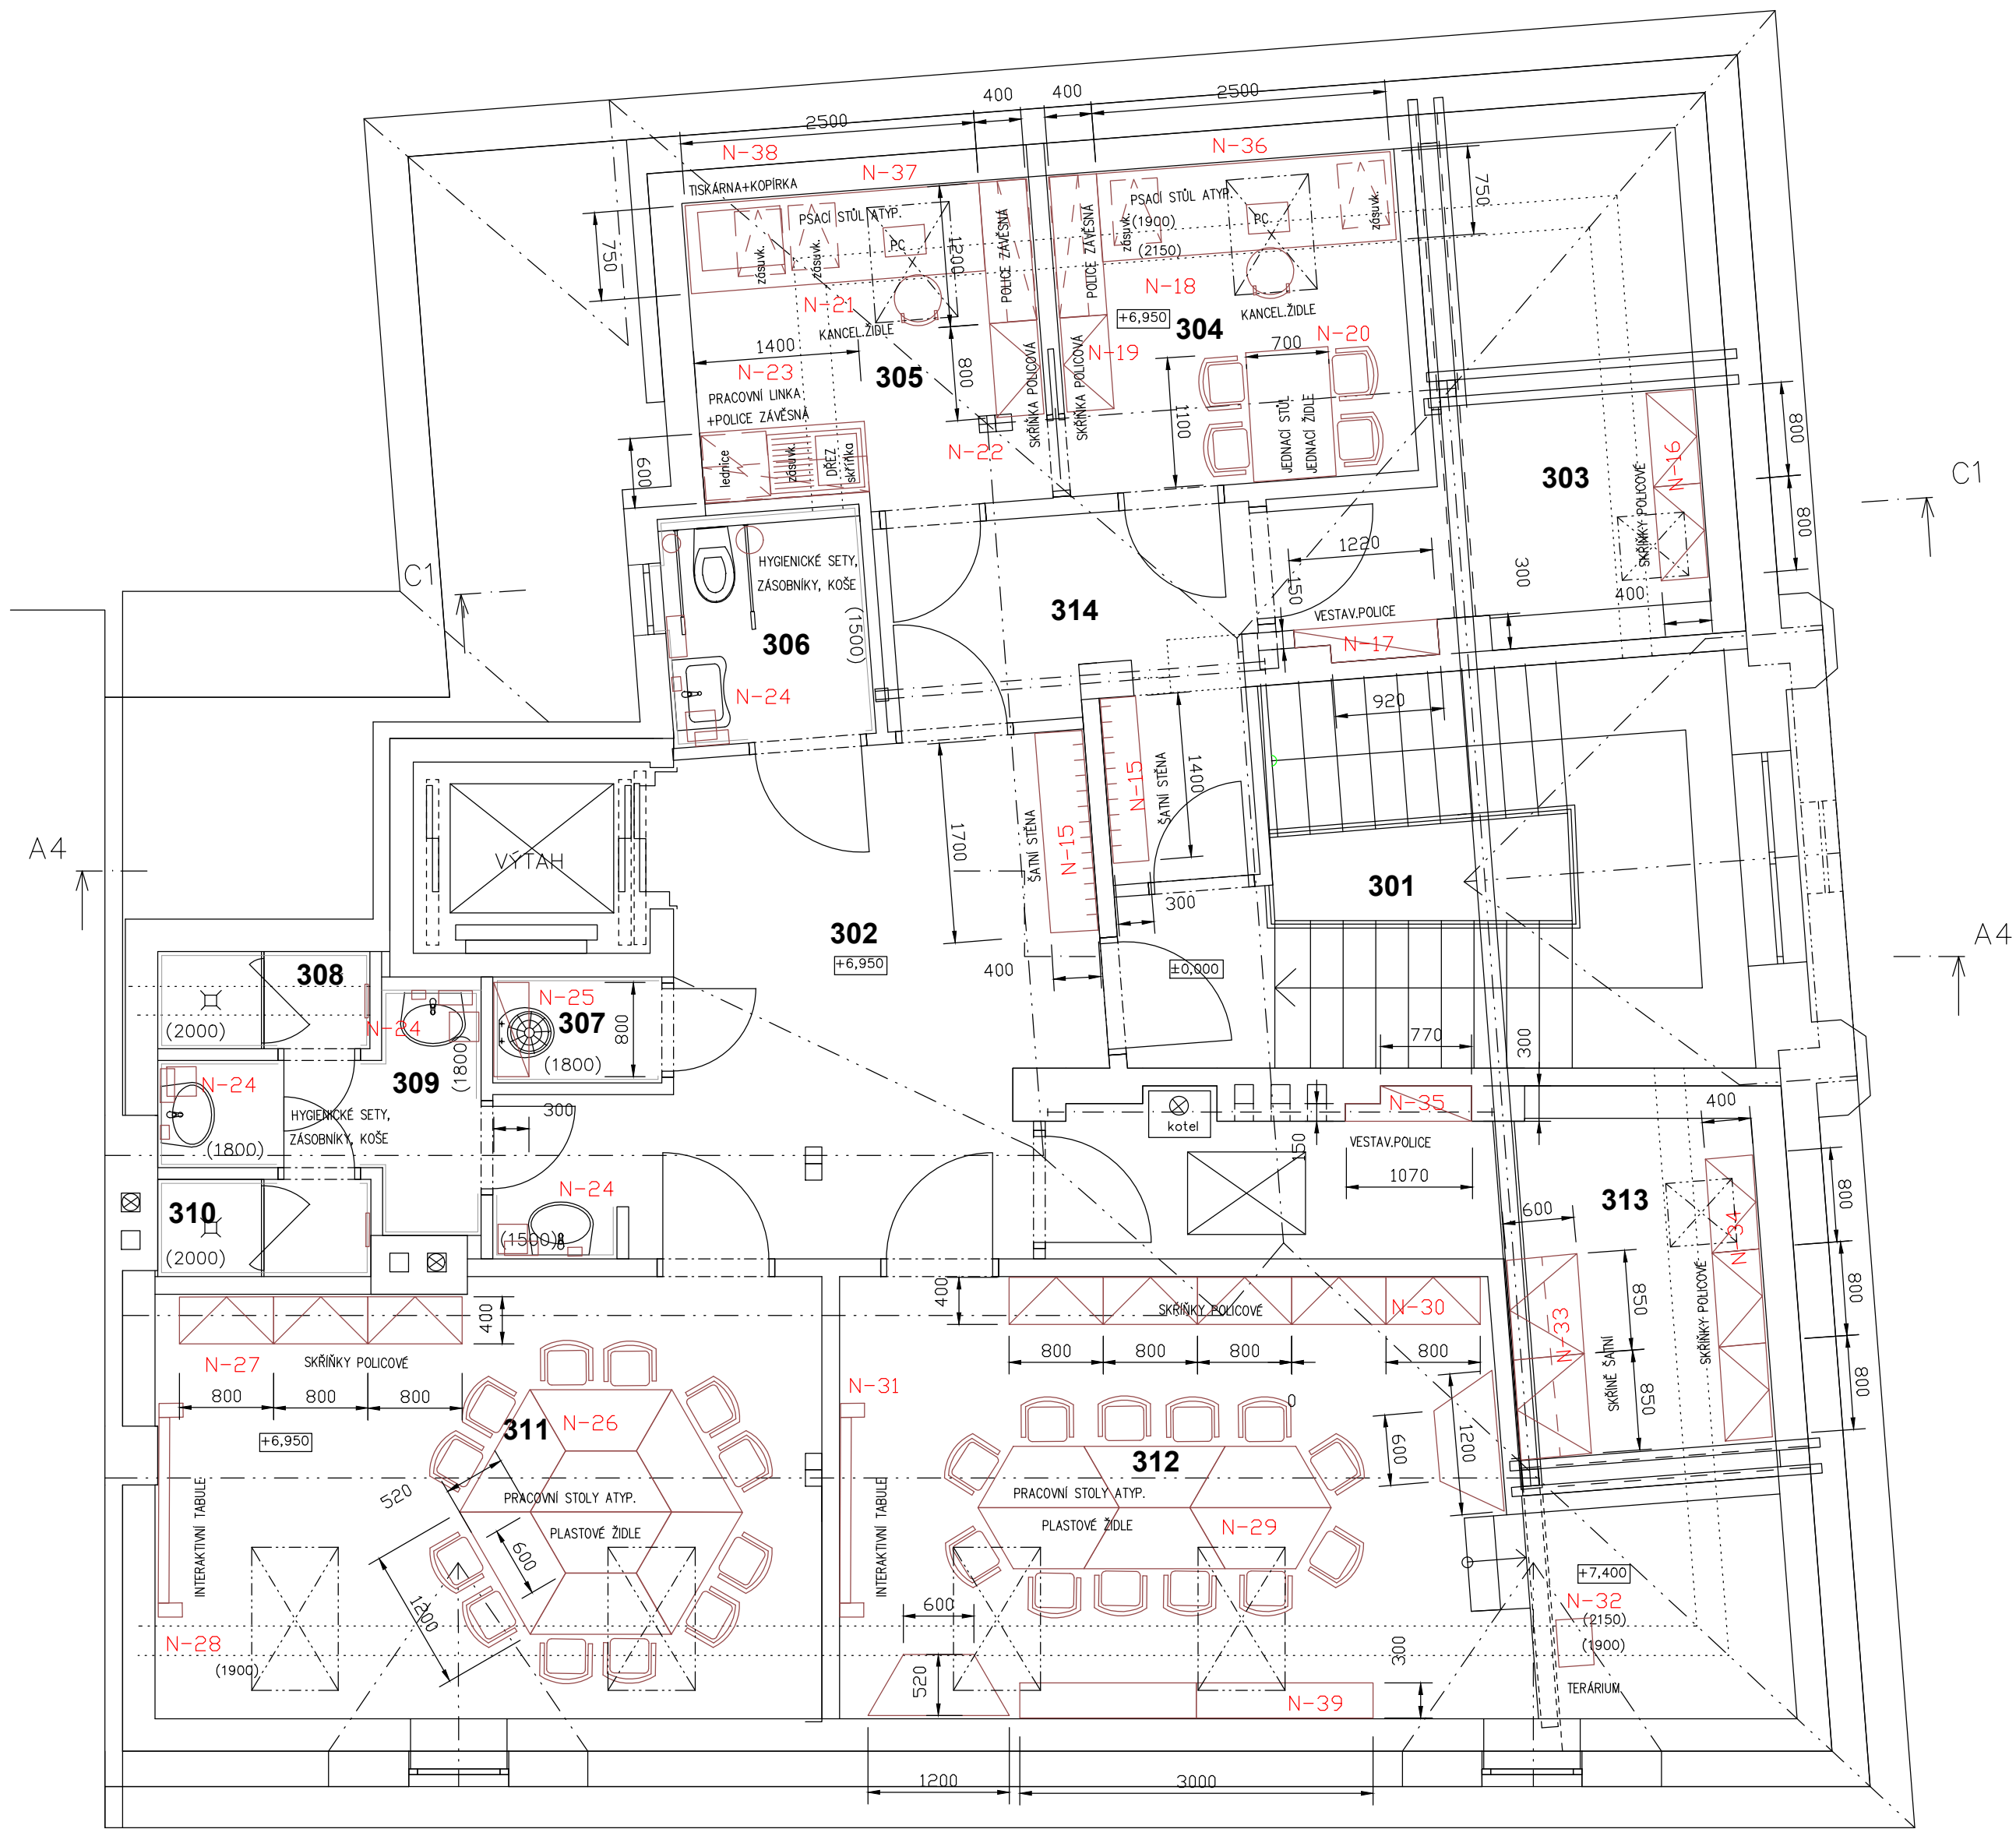 400
400
2500
2500
N-38
N-36
N-37
TISKÁRNA+KOPÍRKA
PSACÍ STŮL ATYP.
PSACÍ STŮL ATYP.
(1900)
(2150)
PC
PC
zásuvk.
zásuvk.
zásuvk.
zásuvk.
750
750
1200
POLICE ZÁVĚSNÁ
POLICE ZÁVĚSNÁ
N-21
N-18
KANCEL.ŽIDLE
KANCEL.ŽIDLE
+6,950
304
N-20
N-19
700
1400
N-23
305
800
PRACOVNÍ LINKA
+POLICE ZÁVĚSNÁ
SKŘÍŇKA POLICOVÁ
SKŘÍŇKA POLICOVÁ
1100
JEDNACÍ STŮL
JEDNACÍ ŽIDLE
N-22
600
lednice
zásuvk.
DŘEZ
skříňka
303
SKŘÍŇKY POLICOVÉ
N-16
800
800
400
C1
C1
HYGIENICKÉ SETY,
ZÁSOBNÍKY, KOŠE
(1500)
306
N-24
314
1220
150
300
VESTAV.POLICE
N-17
920
1400
ŠATNÍ STĚNA
N-15
N-15
ŠATNÍ STĚNA
1700
VÝTAH
A4
A4
301
300
302
+6,950
400
±0,000
308
(2000)
N-24
N-25
307
800
(1800)
(1800)
309
N-24
HYGIENICKÉ SETY,
ZÁSOBNÍKY, KOŠE
(1800)
300
310
(2000)
N-24
(1500)
770
300
N-35
kotel
150
VESTAV.POLICE
1070
400
313
600
N-34
SKŘÍŇKY POLICOVÉ
800
800
800
850
850
N-33
SKŘÍNĚ ŠATNÍ
400
N-27
SKŘÍŇKY POLICOVÉ
800
800
800
+6,950
311
N-26
INTERAKTIVNÍ TABULE
520
PRACOVNÍ STOLY ATYP.
PLASTOVÉ ŽIDLE
600
1200
N-28
(1900)
400
SKŘÍŇKY POLICOVÉ
N-30
800
800
800
800
N-31
0
312
INTERAKTIVNÍ TABULE
PRACOVNÍ STOLY ATYP.
PLASTOVÉ ŽIDLE
N-29
600
1200
600
520
300
N-39
+7,400
N-32
(2150)
(1900)
TERÁRIUM
1200
3000